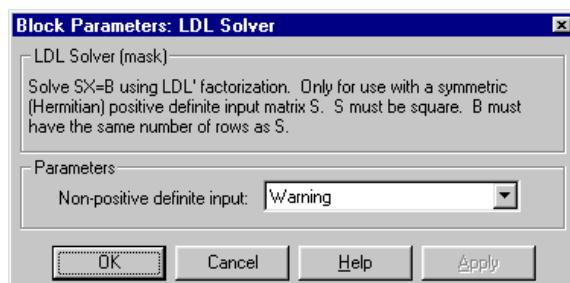 Block Parameters: LDL Solver
LDL Solver (mask)
Solve SX=B using LDL' factorization. Only for use with a symmetric
(Hermitian) positive definite input matrix S. S must be square. B must
have the same number of rows as S.
Parameters
Non-positive definite input: Warning
OK Cancel Help Apply